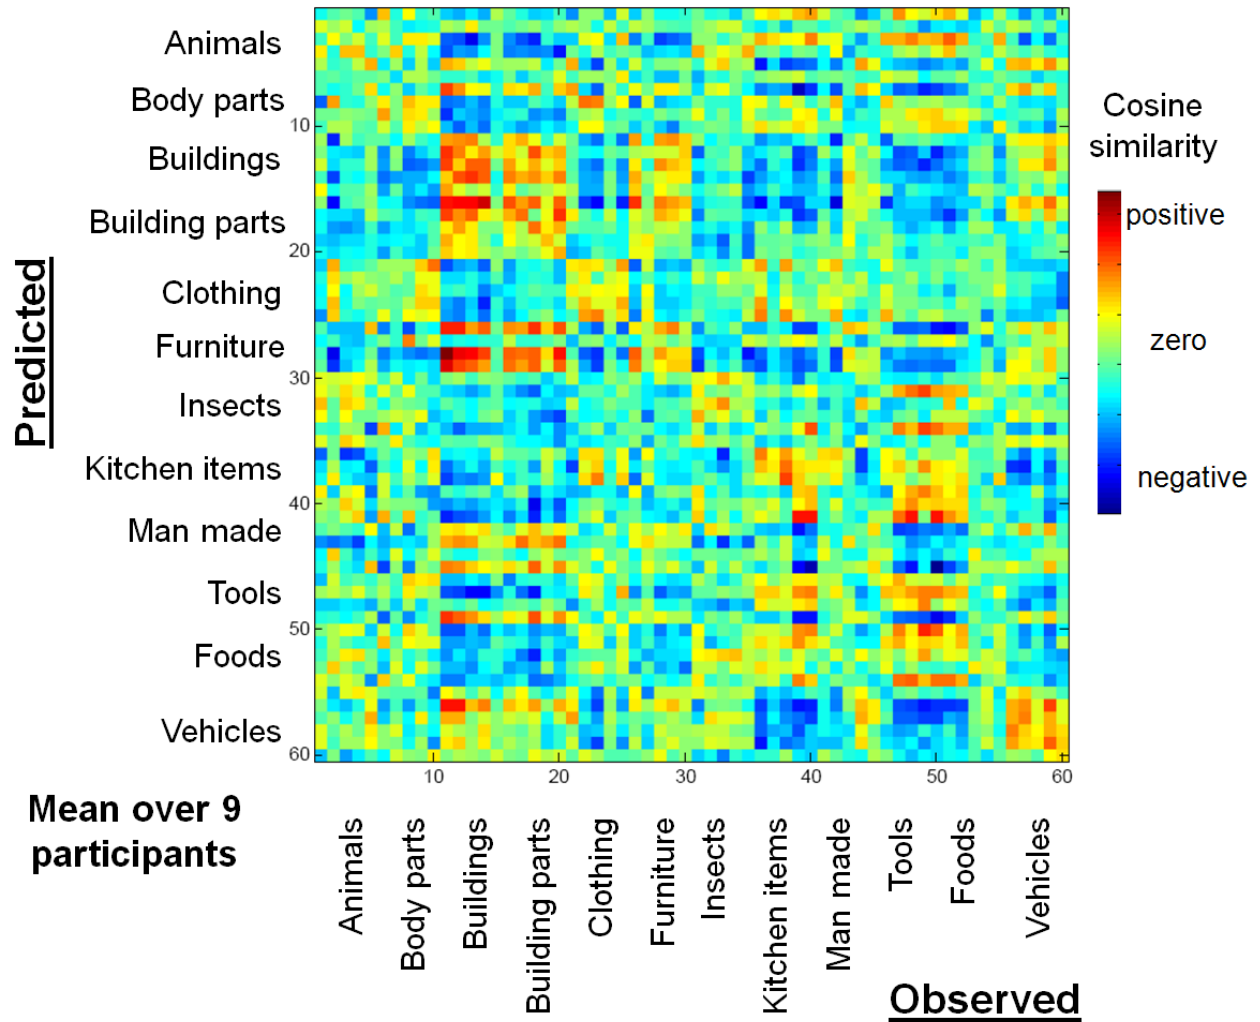 Animals
Body parts
10
Buildings
Building parts
20
Clothing
Furniture
30
Insects
Kitchen items
40
Man made
Tools
50
Foods
Vehicles
60
Predicted
10 20 30 40 50 60
Animals
Body parts
Buildings
Building parts
Clothing
Furniture
Insects
Kitchen items
Man made
Tools
Foods
Vehicles
Observed
Mean over 9
participants
Cosine
similarity
positive
zero
negative